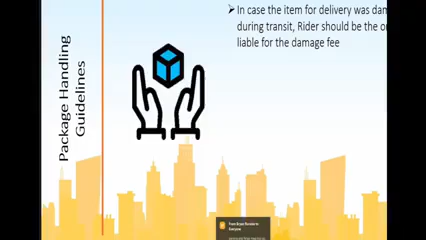 Package Handling
Guidelines
➢ In case the item for delivery was
during transit, Rider should be the
liable for the damage fee